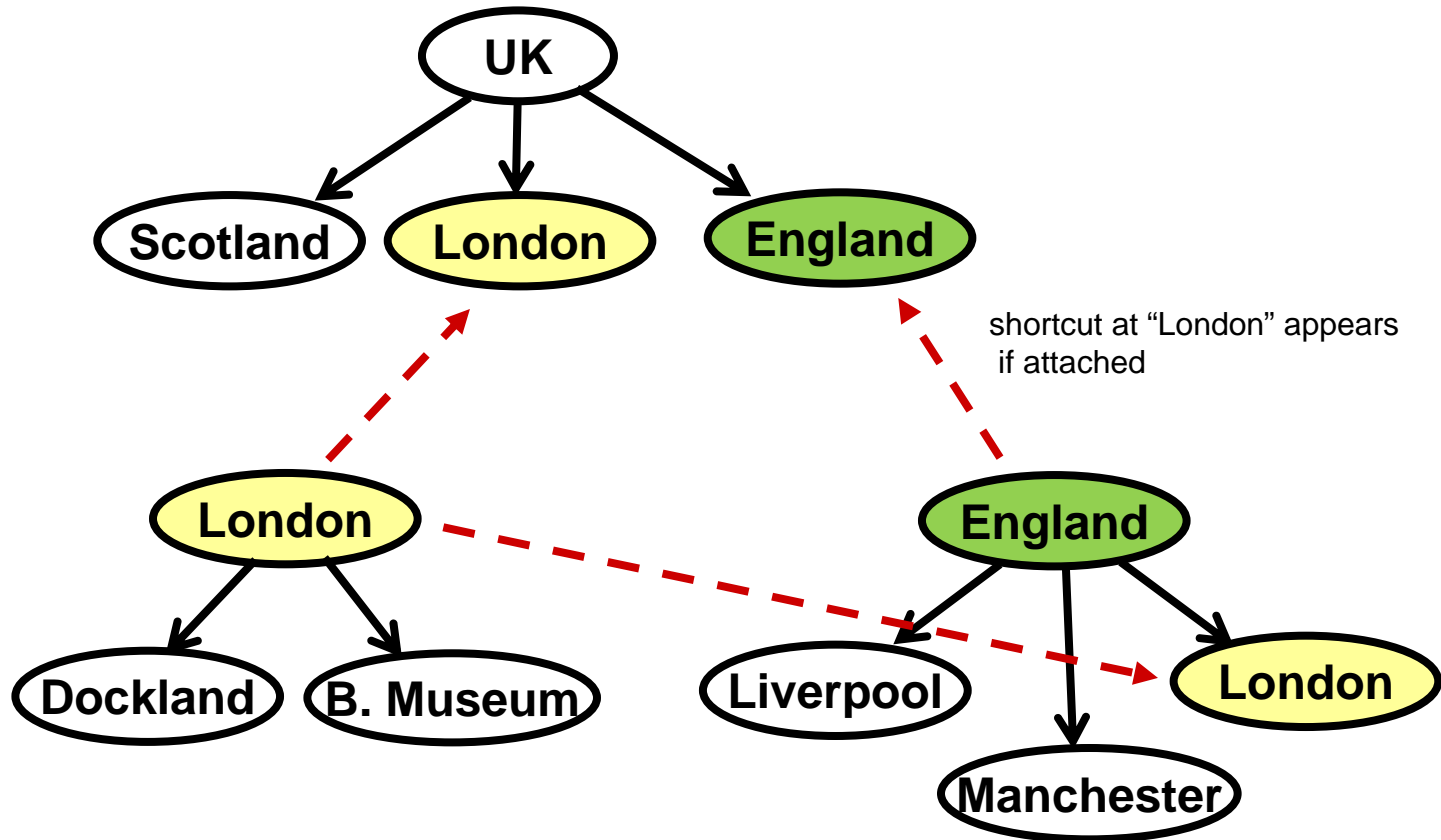 UK
Scotland
London
England
shortcut at “London” appears
if attached
London
England
Dockland
B. Museum
Liverpool
London
Manchester